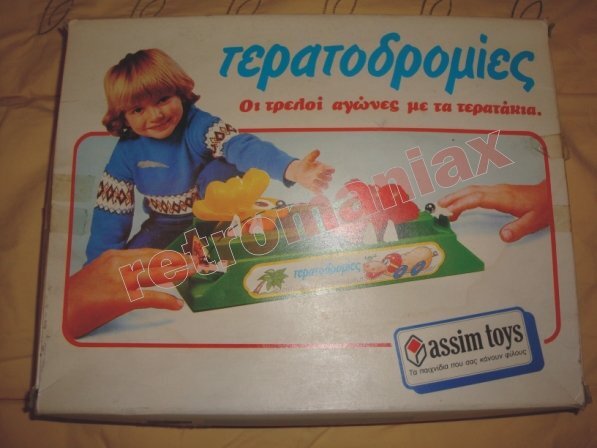 τερατοδρομίες
Οι τρελοί αγώνες με τα τερατάκια.
retromaniax
τερατοδρομίες
assim toys
Τα παιχνίδια που σας κάνουν φίλους